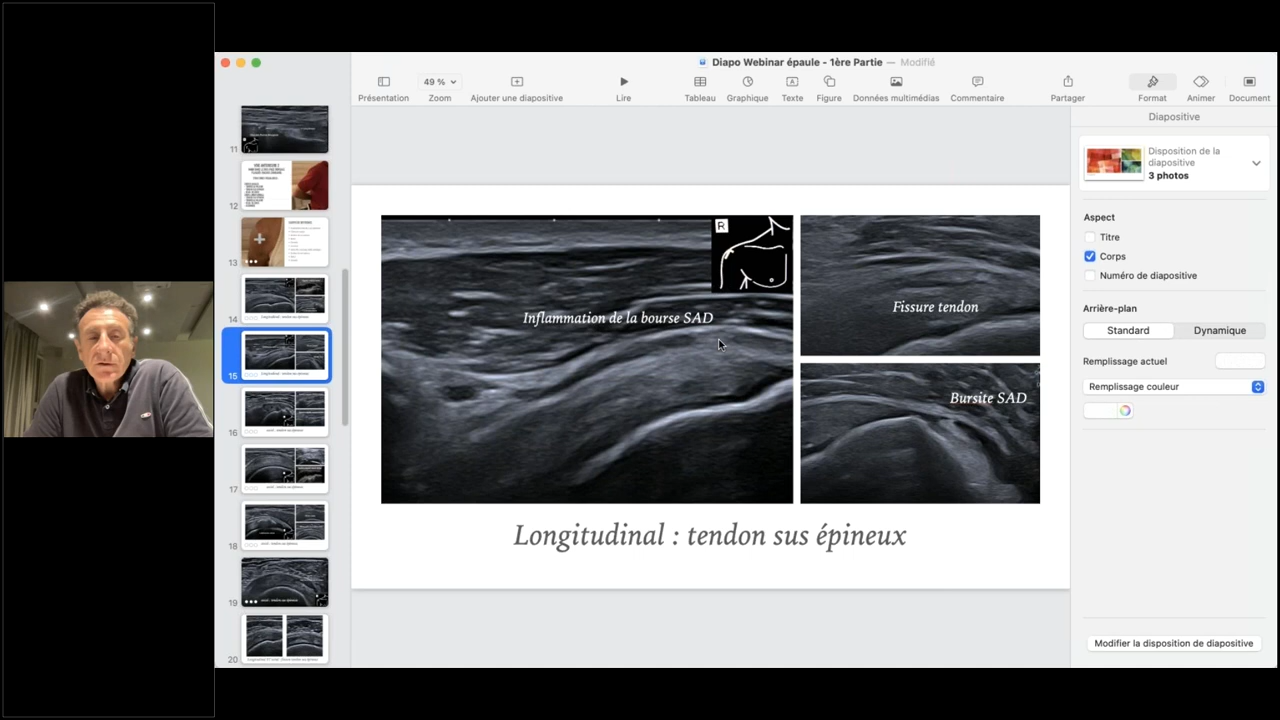 Diapo Webinar épaule - 1ère Partie — Modifié
49 %
Présentation
Zoom
Ajouter une diapositive
Lire
Tableau
Graphique
Texte
Figure
Données multimédias
Commentaire
Partager
Format
Animer
Document
11
12
13
14
15
16
17
18
19
20
R
Inflammation de la bourse SAD
Fissure tendon
Bursite SAD
Longitudinal : tendon sus épineux
Diapositive
Disposition de la
diapositive
3 photos
Aspect
Titre
Corps
Numéro de diapositive
Arrière-plan
Standard
Dynamique
Remplissage actuel
Remplissage couleur
Modifier la disposition de diapositive